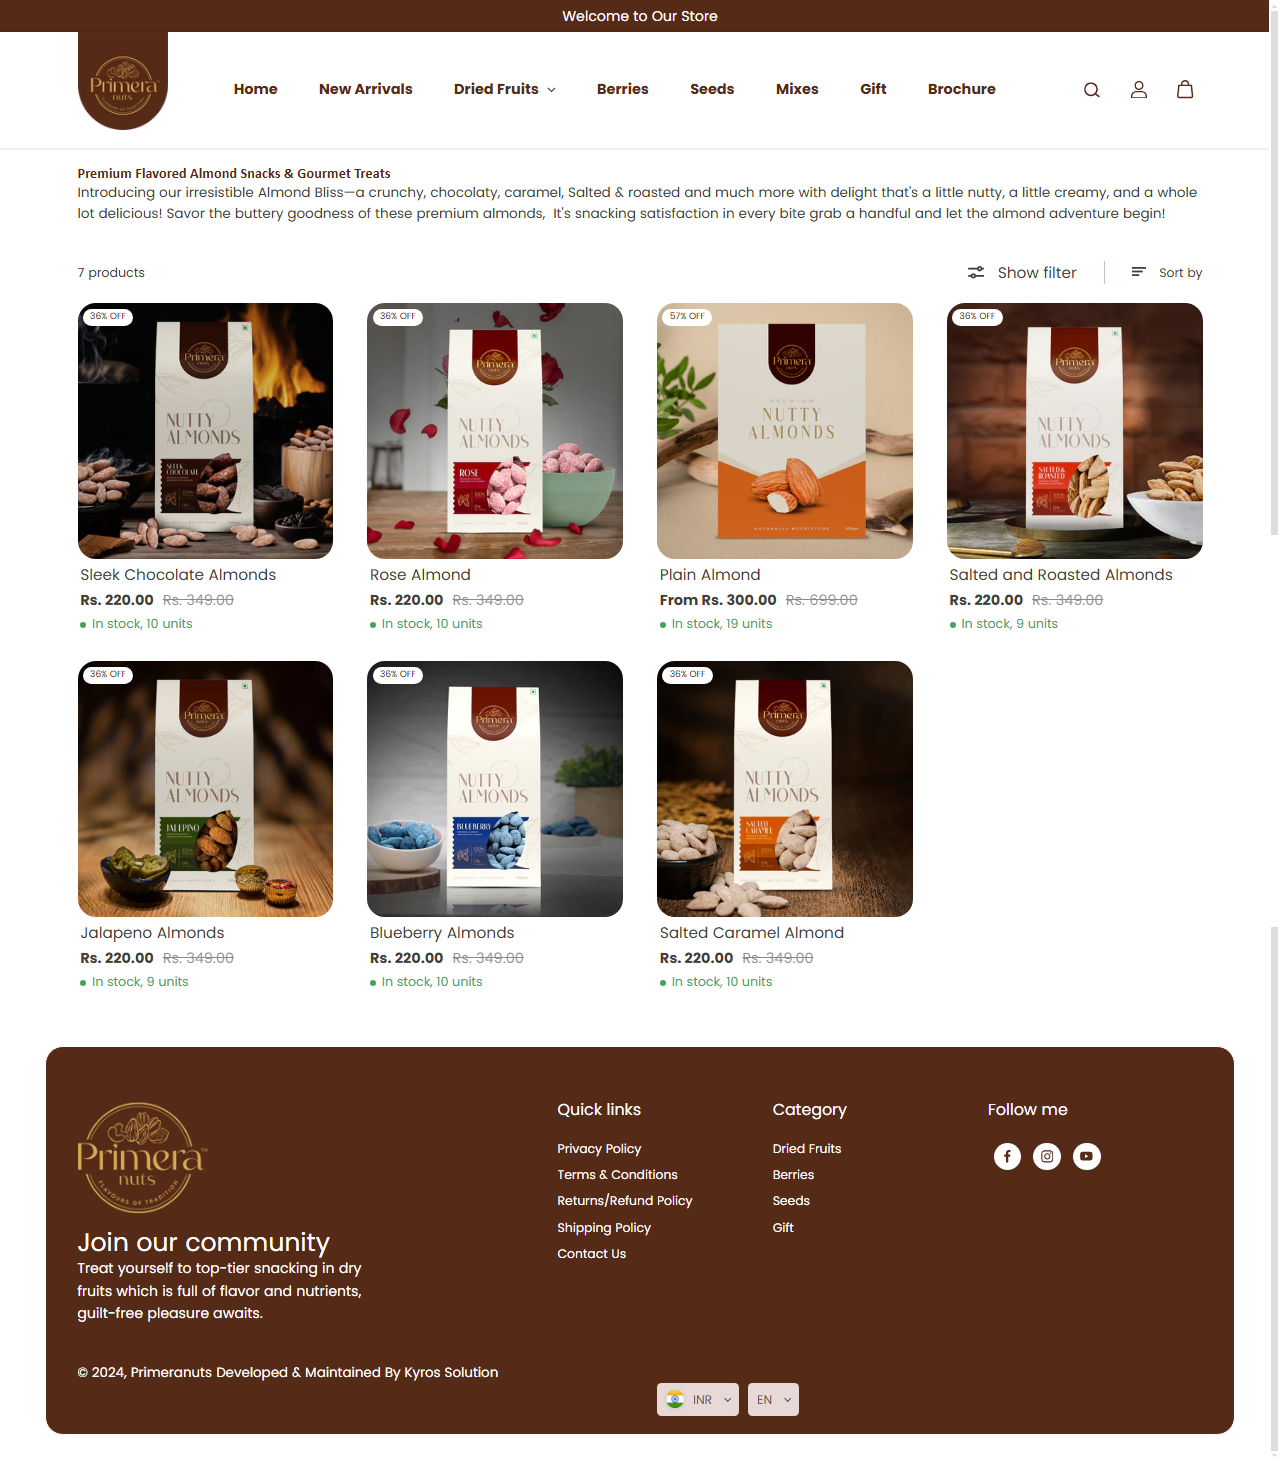 Welcome to Our Store
Primera
nuts
Home
New Arrivals
Dried Fruits
Berries
Seeds
Mixes
Gift
Brochure
Premium Flavored Almond Snacks & Gourmet Treats
Introducing our irresistible Almond Bliss—a crunchy, chocolaty, caramel, Salted & roasted and much more with delight that's a little nutty, a little creamy, and a whole
lot delicious! Savor the buttery goodness of these premium almonds,  It's snacking satisfaction in every bite grab a handful and let the almond adventure begin!
7 products
Show filter
Sort by
36% OFF
Primera
NUTTY
ALMONDS
SLEEK
CHOCOLATE
36% OFF
Primera
NUTTY
ALMONDS
ROSE
57% OFF
Primera
PREMIUM
NUTTY
ALMONDS
NATURALLY NUTRITIOUS
36% OFF
Primera
NUTTY
ALMONDS
SALTED &
ROASTED
Sleek Chocolate Almonds
Rs. 220.00 Rs. 349.00
In stock, 10 units
Rose Almond
Rs. 220.00 Rs. 349.00
In stock, 10 units
Plain Almond
From Rs. 300.00 Rs. 699.00
In stock, 19 units
Salted and Roasted Almonds
Rs. 220.00 Rs. 349.00
In stock, 9 units
36% OFF
Primera
NUTTY
ALMONDS
JALEPINO
36% OFF
Primera
NUTTY
ALMONDS
BLUEBERRY
36% OFF
Primera
NUTTY
ALMONDS
SALTED
CARAMEL
Jalapeno Almonds
Rs. 220.00 Rs. 349.00
In stock, 9 units
Blueberry Almonds
Rs. 220.00 Rs. 349.00
In stock, 10 units
Salted Caramel Almond
Rs. 220.00 Rs. 349.00
In stock, 10 units
Primera™
nuts
FLAVOURS OF TRADITION
Join our community
Treat yourself to top-tier snacking in dry
fruits which is full of flavor and nutrients,
guilt-free pleasure awaits.
Quick links
Privacy Policy
Terms & Conditions
Returns/Refund Policy
Shipping Policy
Contact Us
Category
Dried Fruits
Berries
Seeds
Gift
Follow me
© 2024, Primeranuts Developed & Maintained By Kyros Solution
INR
EN